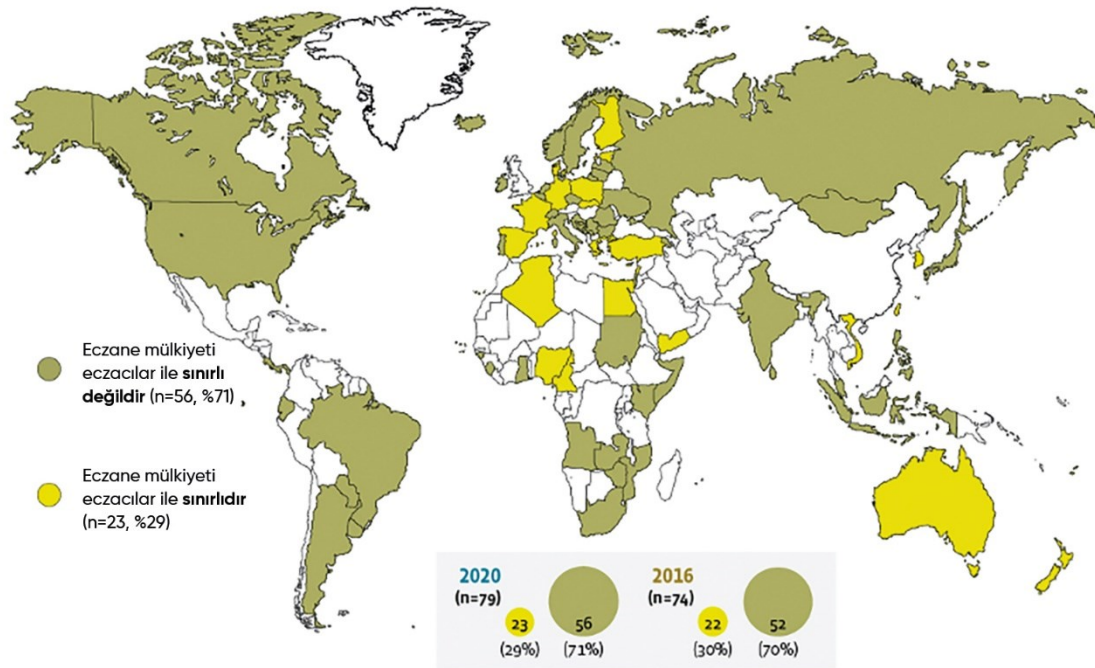 Eczane mülkiyeti
eczacılar ile sınırlı
değildir (n=56, %71)
Eczane mülkiyeti
eczacılar ile sınırlıdır
(n=23, %29)
2020
(n=79)
23
(29%)
56
(71%)
2016
(n=74)
22
(30%)
52
(70%)